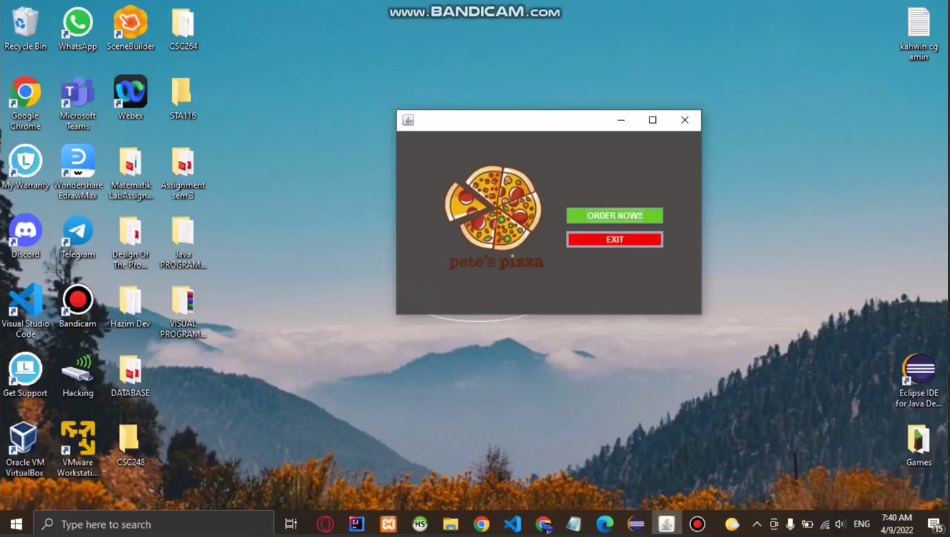 www.BANDICAM.com
Recycle Bin
WhatsApp
SceneBuilder
CSC264
kahwin cg
amin
Google
Chrome
Microsoft
Teams
Webex
STA116
My Warranty
Wondershare
EdrawMax
Matematik
LabAssign...
Assignment
sem 3
Discord
Telegram
Design Of
The Pro...
Java
PROGRAM...
Visual Studio
Code
Bandicam
Hazim Dev
VISUAL
PROGRAM...
Get Support
Hacking
DATABASE
Oracle VM
VirtualBox
VMware
Workstati...
CSC248
ORDER NOW!!
EXIT
pete's pizza
Eclipse IDE
for Java De...
Games
Type here to search
HS
ENG
7:40 AM
4/9/2022
15